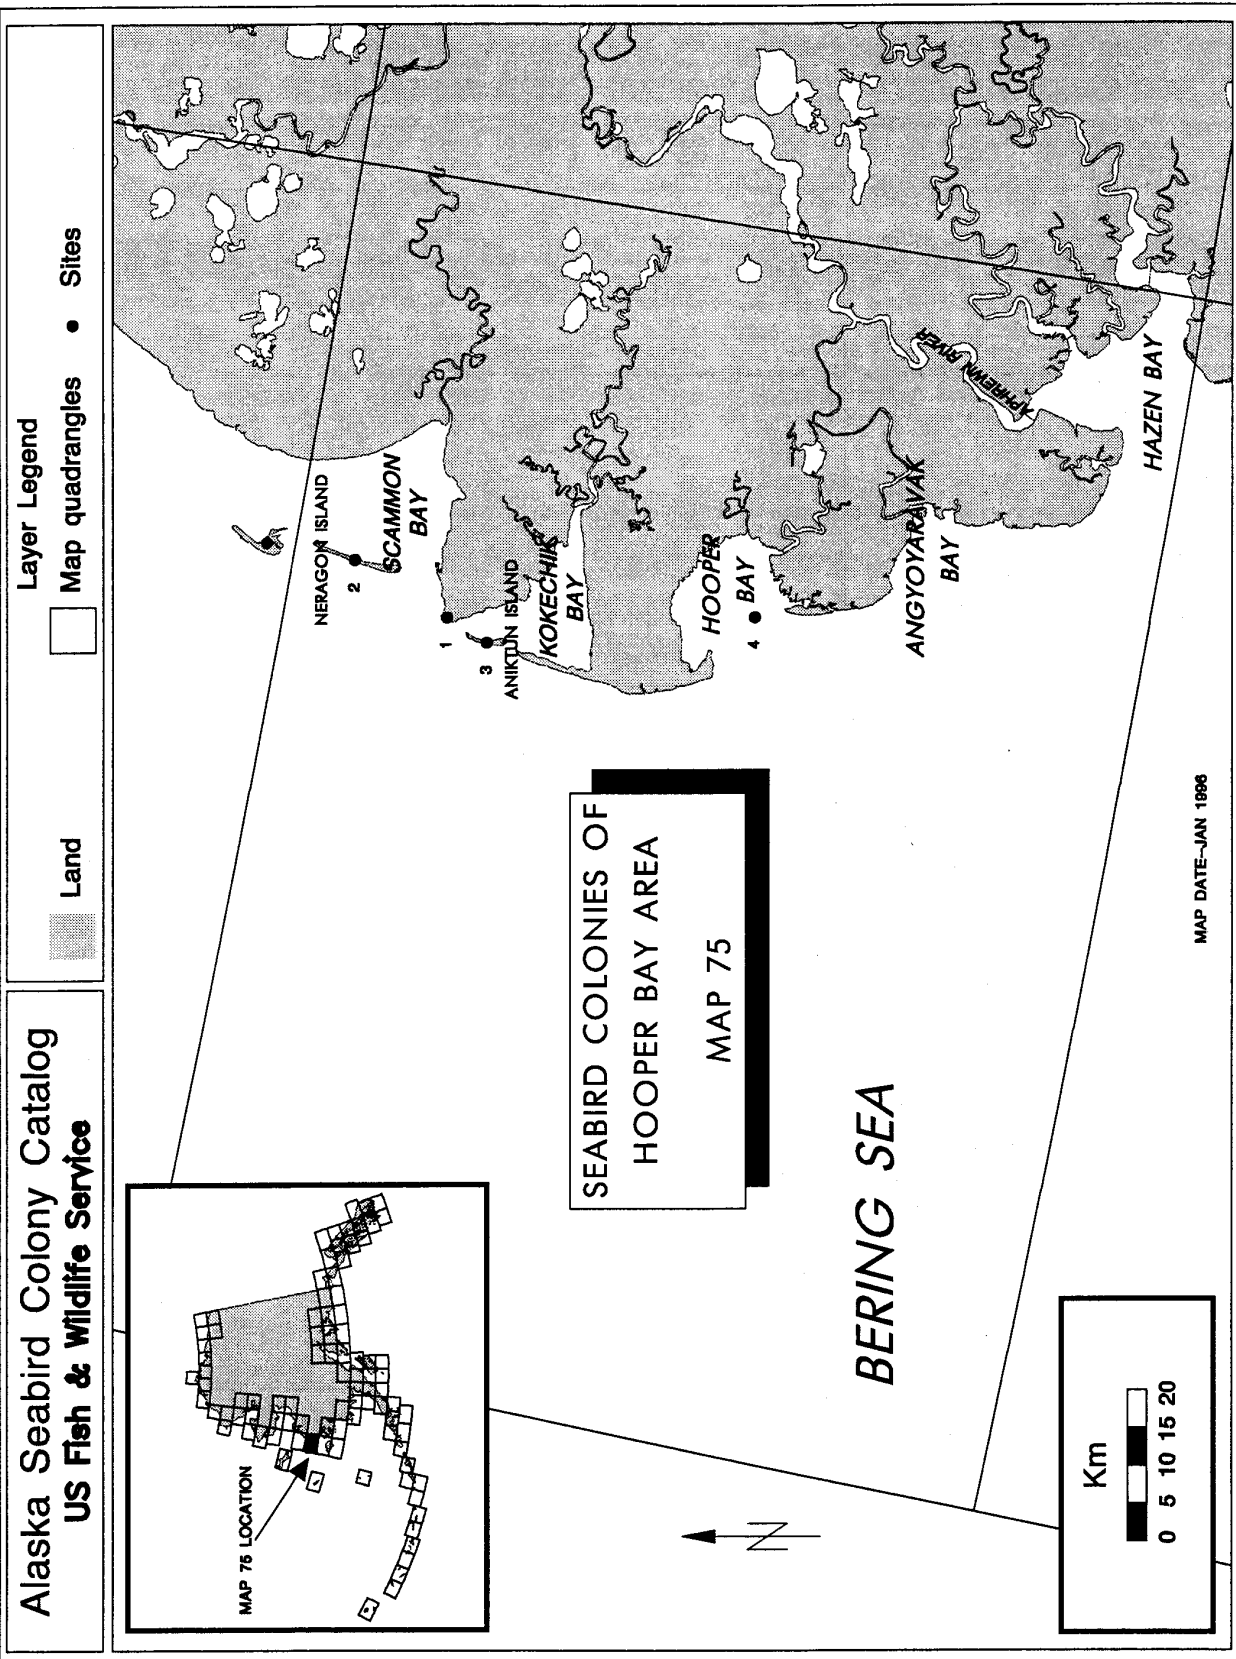 Alaska Seabird Colony Catalog
US Fish & Wildlife Service
Layer Legend
Land
Map quadrangles
Sites
MAP 75 LOCATION
NERAGON ISLAND
2
SCAMMON
BAY
1
3
ANIKTUN ISLAND
KOKECHIK
BAY
HOOPER
BAY
4
ANGYOYARAVAK
BAY
APHREWN RIVER
HAZEN BAY
SEABIRD COLONIES OF
HOOPER BAY AREA
MAP 75
BERING SEA
N
Km
0 5 10 15 20
MAP DATE-JAN 1996